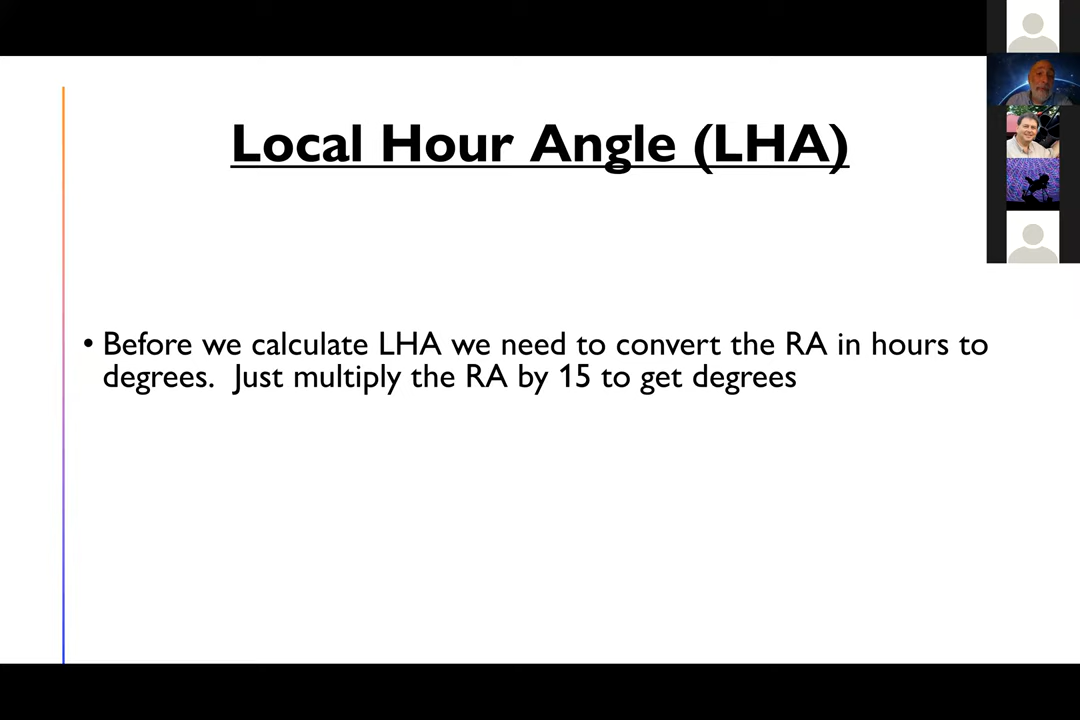 Local Hour Angle (LHA)
• Before we calculate LHA we need to convert the RA in hours to
degrees.  Just multiply the RA by 15 to get degrees